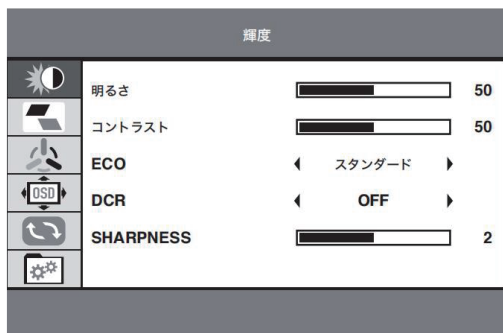 輝度
明るさ 50
コントラスト 50
ECO スタンダード
DCR OFF
OSD
SHARPNESS 2